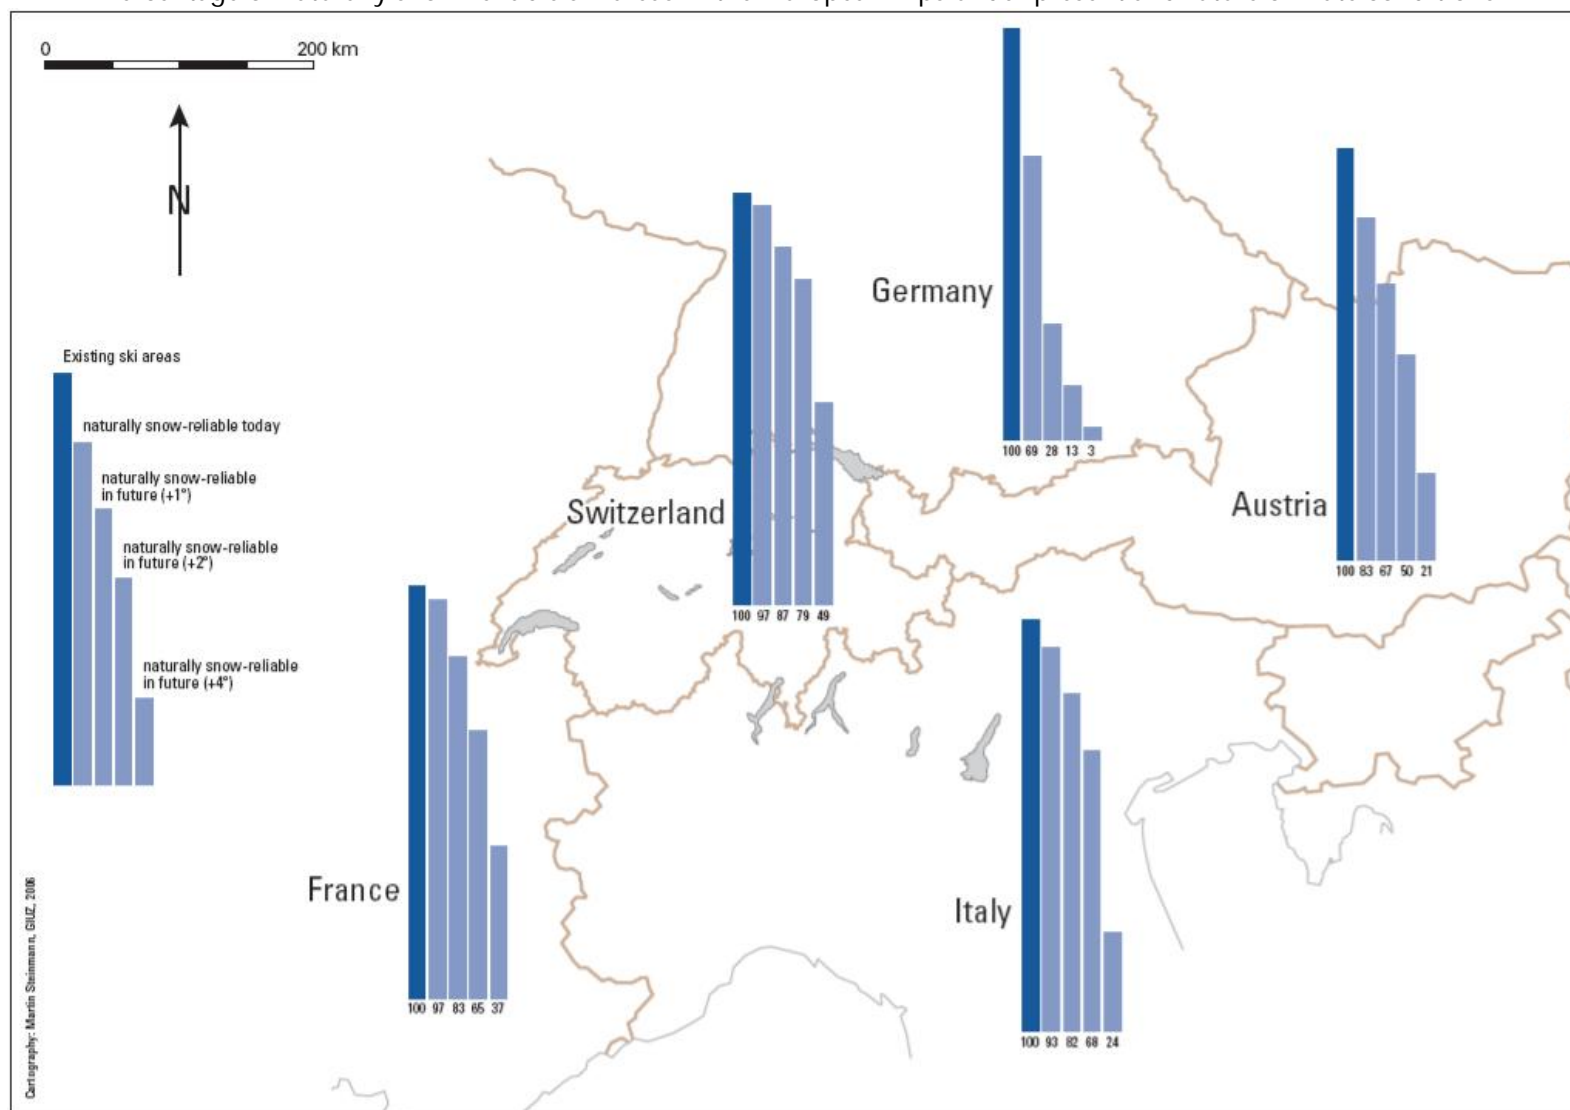 0 200 km
N
Existing ski areas
naturally snow-reliable today
naturally snow-reliable
in future (+1°)
naturally snow-reliable
in future (+2°)
naturally snow-reliable
in future (+4°)
Germany
100 69 28 13 3
Austria
100 83 67 50 21
Switzerland
100 97 87 79 49
France
100 97 83 65 37
Italy
100 93 82 68 24
Cartography: Martin Steinmann, GIUZ, 2006